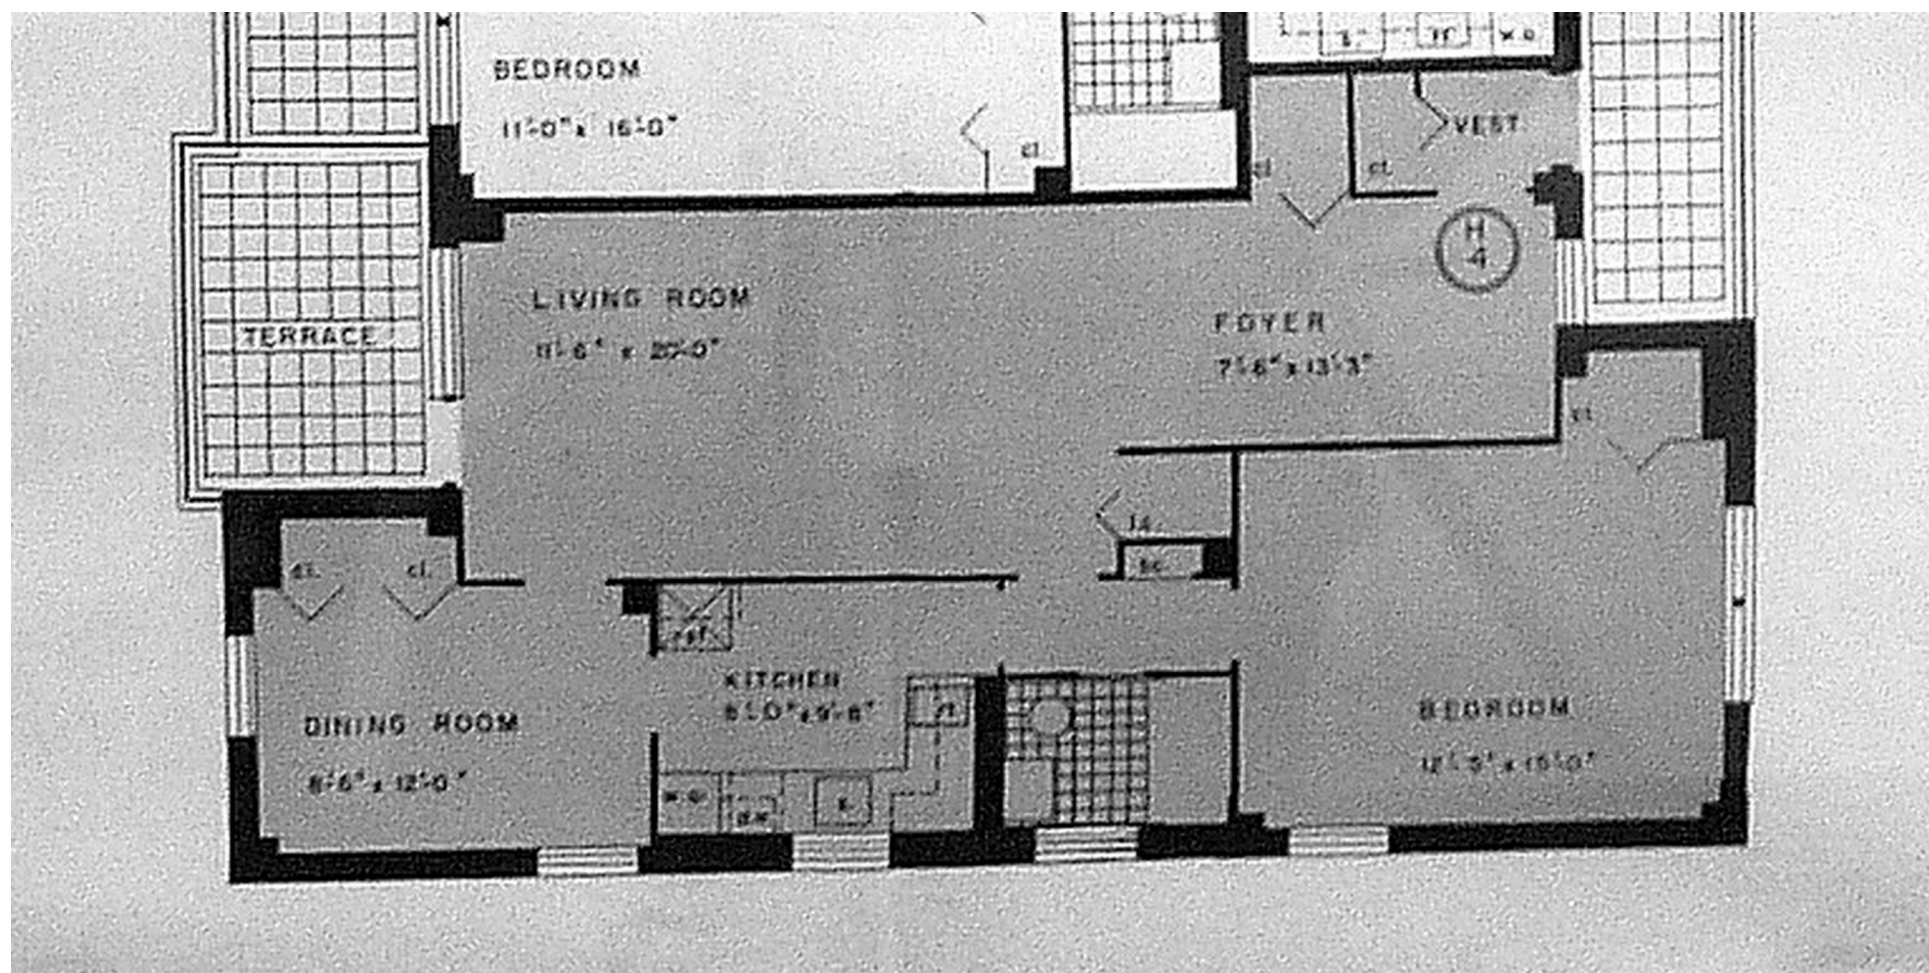 BEDROOM
11'-0" x 16'-0"
cl.
VEST.
cl.
cl.
H
4
LIVING ROOM
11'-6" x 20'-0"
TERRACE
FOYER
7'-6" x 13'-3"
cl.
cl.
cl.
ref
KITCHEN
DINING ROOM
8'-6" x 12'-0"
BEDROOM
D.W.
s.